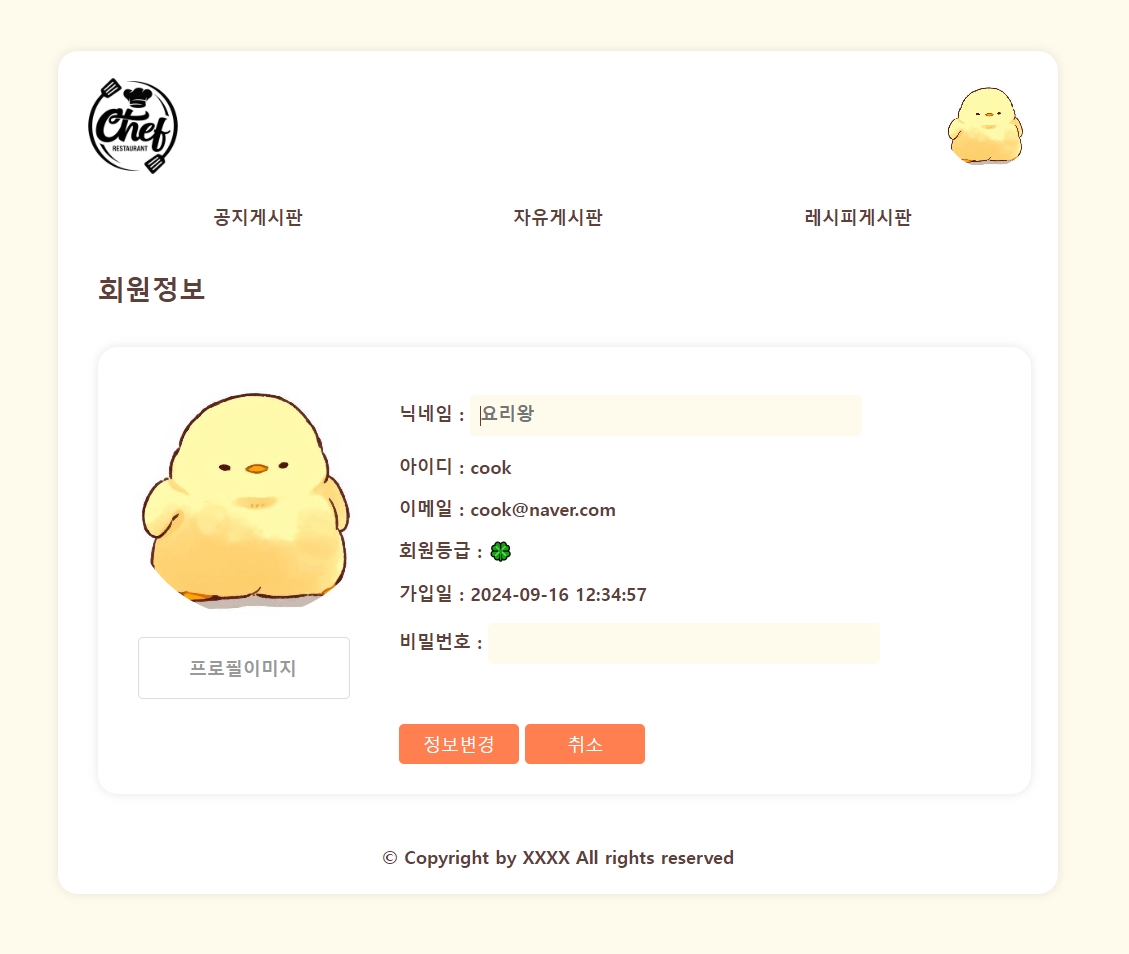 Chef
RESTAURANT
공지게시판 자유게시판 레시피게시판
회원정보
닉네임 : 요리왕
아이디 : cook
이메일 : cook@naver.com
회원등급 : 🍀
가입일 : 2024-09-16 12:34:57
비밀번호 :
프로필이미지
정보변경 취소
© Copyright by XXXX All rights reserved